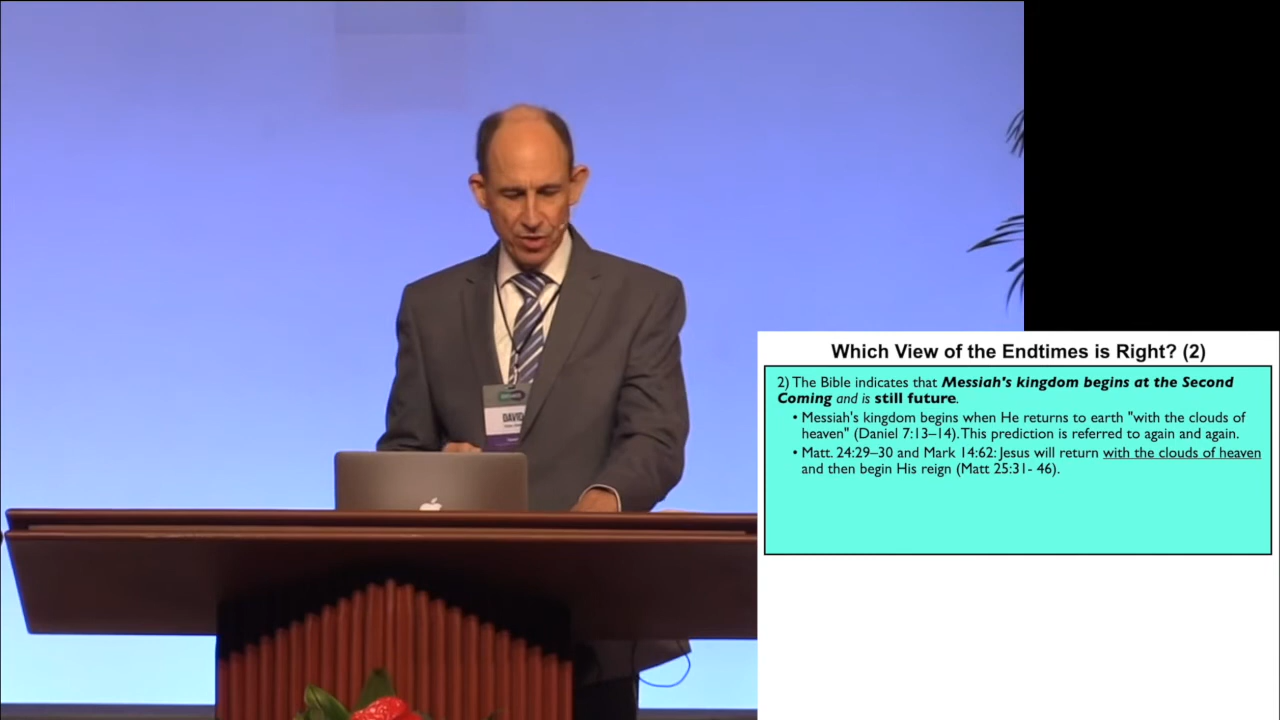 DAVID
Which View of the Endtimes is Right? (2)
2) The Bible indicates that Messiah's kingdom begins at the Second
Coming and is still future.
• Messiah's kingdom begins when He returns to earth "with the clouds of
heaven" (Daniel 7:13–14). This prediction is referred to again and again.
• Matt. 24:29–30 and Mark 14:62: Jesus will return with the clouds of heaven
and then begin His reign (Matt 25:31- 46).